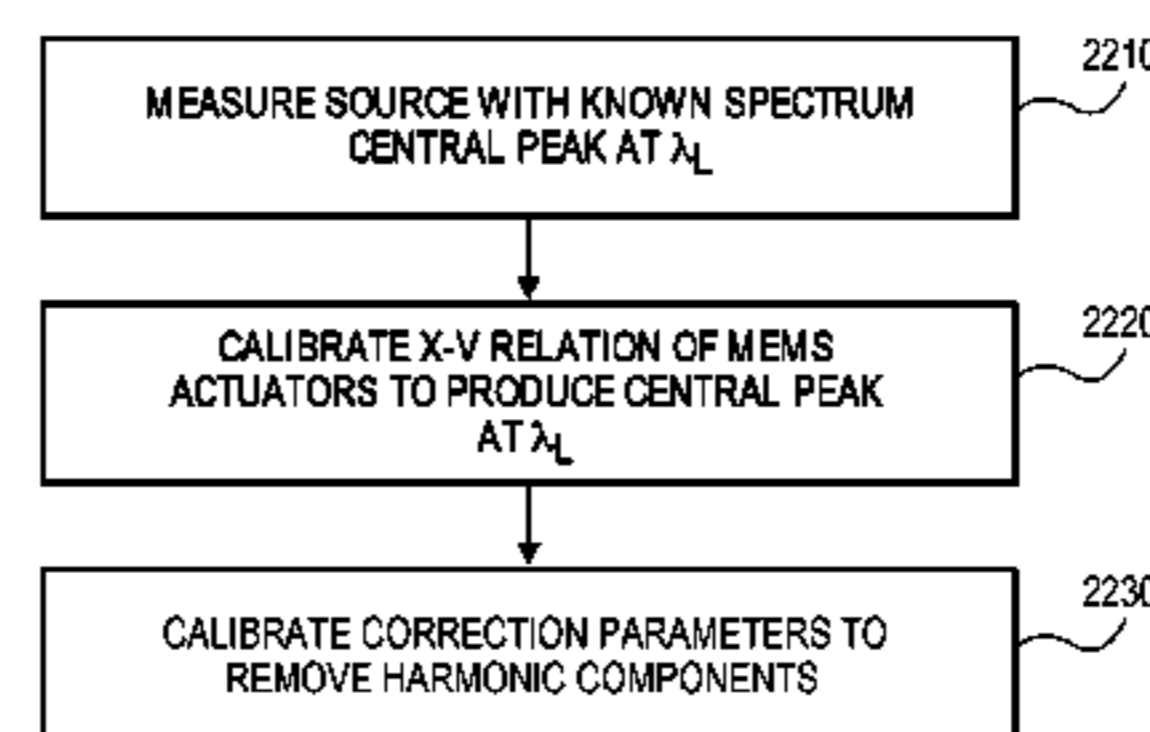 MEASURE SOURCE WITH KNOWN SPECTRUM
CENTRAL PEAK AT λL
2210
CALIBRATE X-V RELATION OF MEMS
ACTUATORS TO PRODUCE CENTRAL PEAK
AT λL
2220
CALIBRATE CORRECTION PARAMETERS TO
REMOVE HARMONIC COMPONENTS
2230